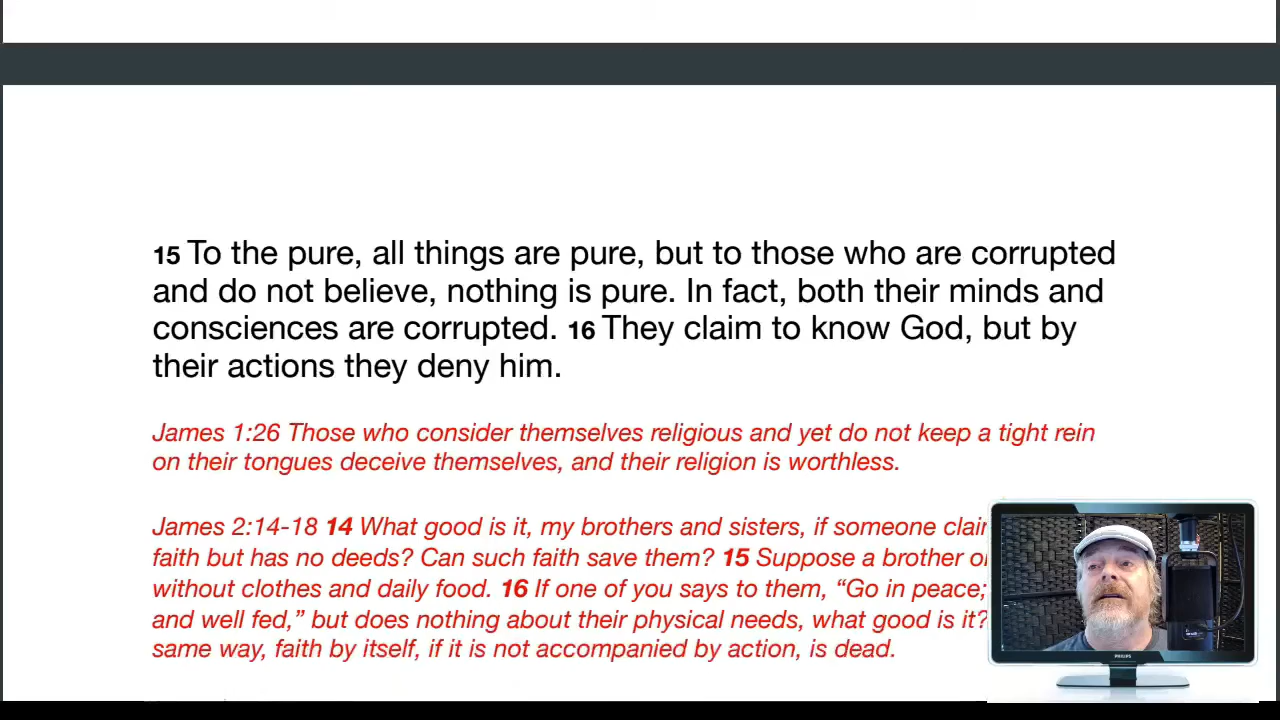 15 To the pure, all things are pure, but to those who are corrupted
and do not believe, nothing is pure. In fact, both their minds and
consciences are corrupted. 16 They claim to know God, but by
their actions they deny him.
James 1:26 Those who consider themselves religious and yet do not keep a tight rein
on their tongues deceive themselves, and their religion is worthless.
James 2:14-18 14 What good is it, my brothers and sisters, if someone clai
faith but has no deeds? Can such faith save them? 15 Suppose a brother o
without clothes and daily food. 16 If one of you says to them, “Go in peace;
and well fed,” but does nothing about their physical needs, what good is it?
same way, faith by itself, if it is not accompanied by action, is dead.
PHILIPS